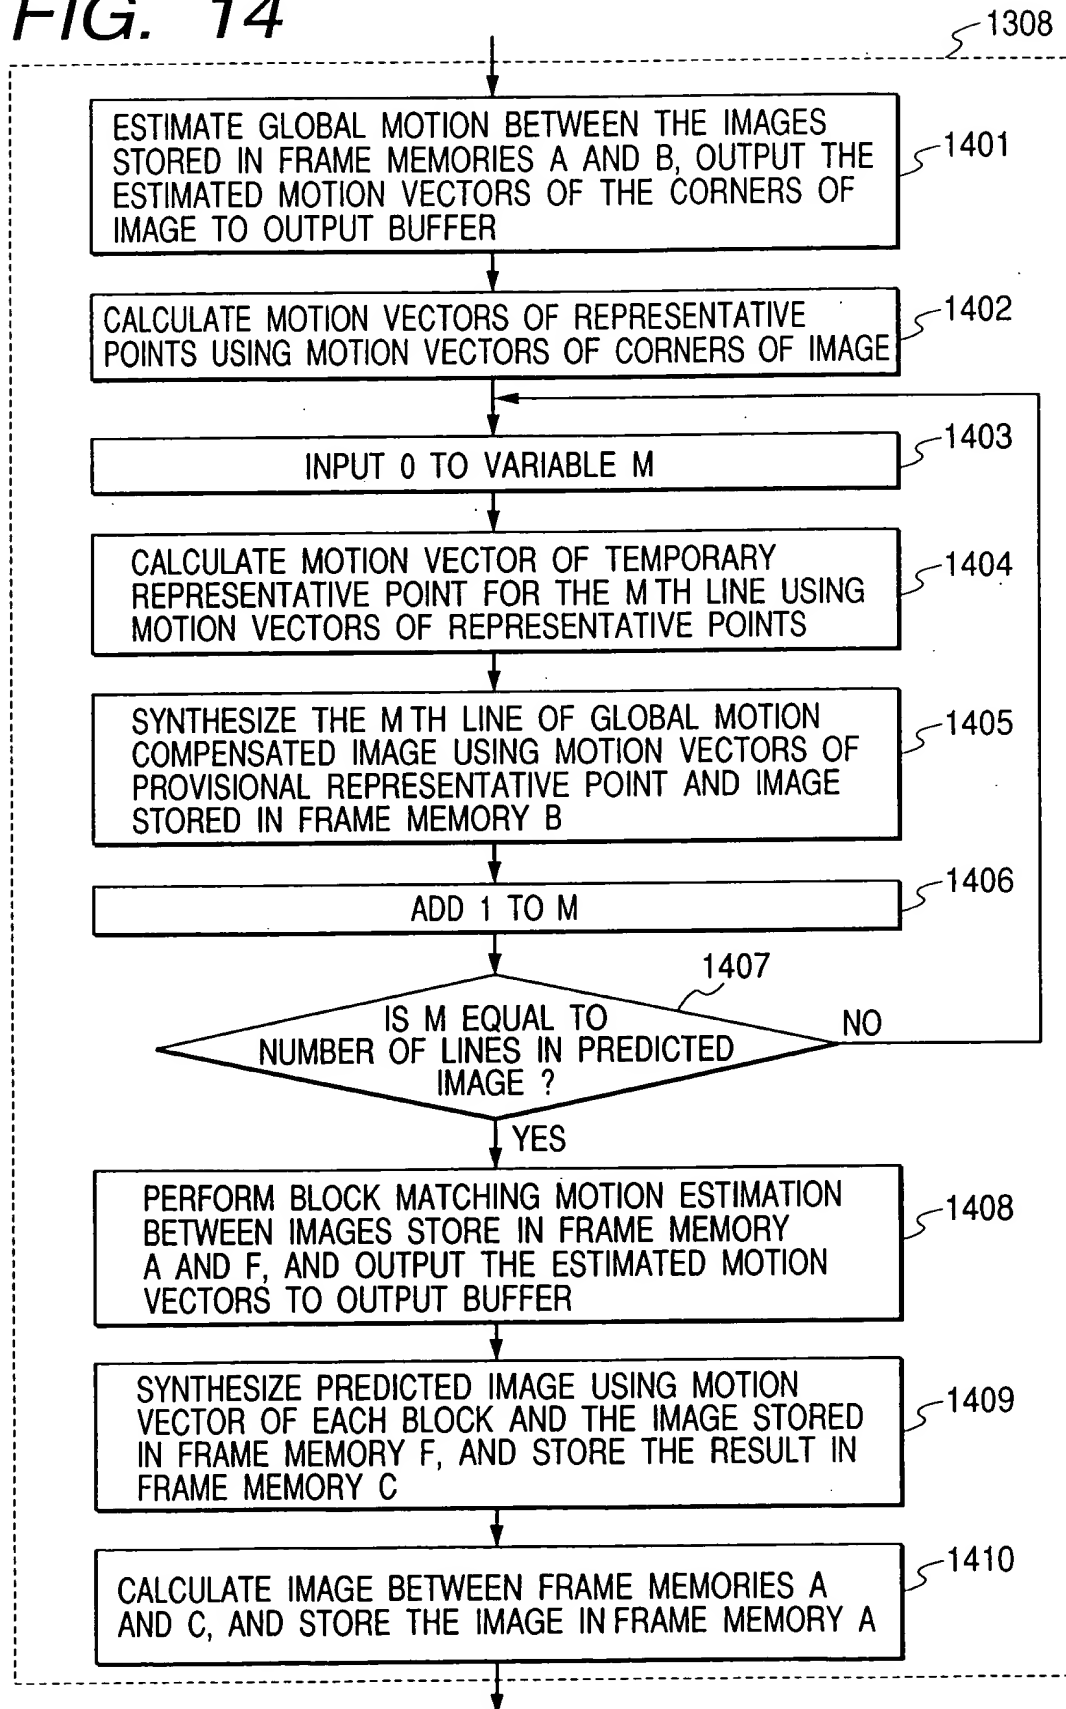 FIG. 14
1308
ESTIMATE GLOBAL MOTION BETWEEN THE IMAGES
STORED IN FRAME MEMORIES A AND B, OUTPUT THE
ESTIMATED MOTION VECTORS OF THE CORNERS OF
IMAGE TO OUTPUT BUFFER
1401
CALCULATE MOTION VECTORS OF REPRESENTATIVE
POINTS USING MOTION VECTORS OF CORNERS OF IMAGE
1402
INPUT 0 TO VARIABLE M
1403
CALCULATE MOTION VECTOR OF TEMPORARY
REPRESENTATIVE POINT FOR THE M TH LINE USING
MOTION VECTORS OF REPRESENTATIVE POINTS
1404
SYNTHESIZE THE M TH LINE OF GLOBAL MOTION
COMPENSATED IMAGE USING MOTION VECTORS OF
PROVISIONAL REPRESENTATIVE POINT AND IMAGE
STORED IN FRAME MEMORY B
1405
ADD 1 TO M
1406
1407
IS M EQUAL TO
NUMBER OF LINES IN PREDICTED
IMAGE ?
NO
YES
PERFORM BLOCK MATCHING MOTION ESTIMATION
BETWEEN IMAGES STORE IN FRAME MEMORY
A AND F, AND OUTPUT THE ESTIMATED MOTION
VECTORS TO OUTPUT BUFFER
1408
SYNTHESIZE PREDICTED IMAGE USING MOTION
VECTOR OF EACH BLOCK AND THE IMAGE STORED
IN FRAME MEMORY F, AND STORE THE RESULT IN
FRAME MEMORY C
1409
CALCULATE IMAGE BETWEEN FRAME MEMORIES A
AND C, AND STORE THE IMAGE IN FRAME MEMORY A
1410